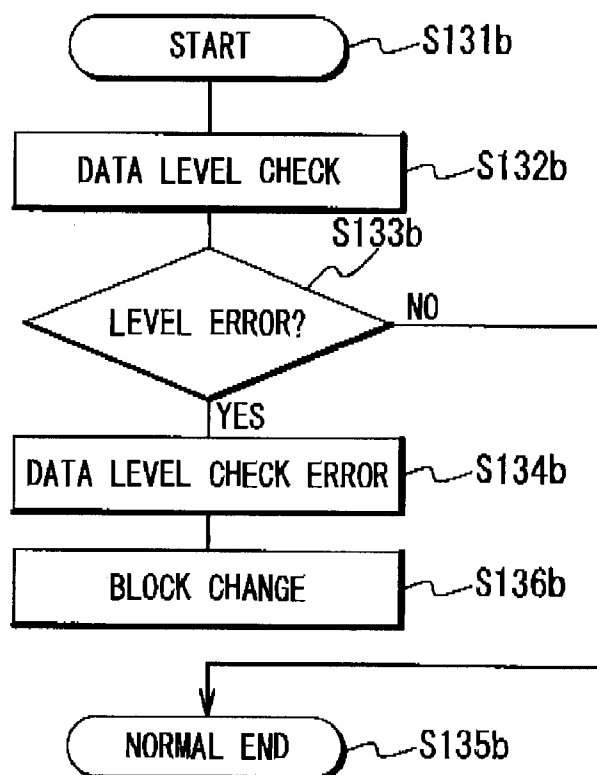 START
S131b
DATA LEVEL CHECK
S132b
S133b
LEVEL ERROR?
NO
YES
DATA LEVEL CHECK ERROR
S134b
BLOCK CHANGE
S136b
NORMAL END
S135b